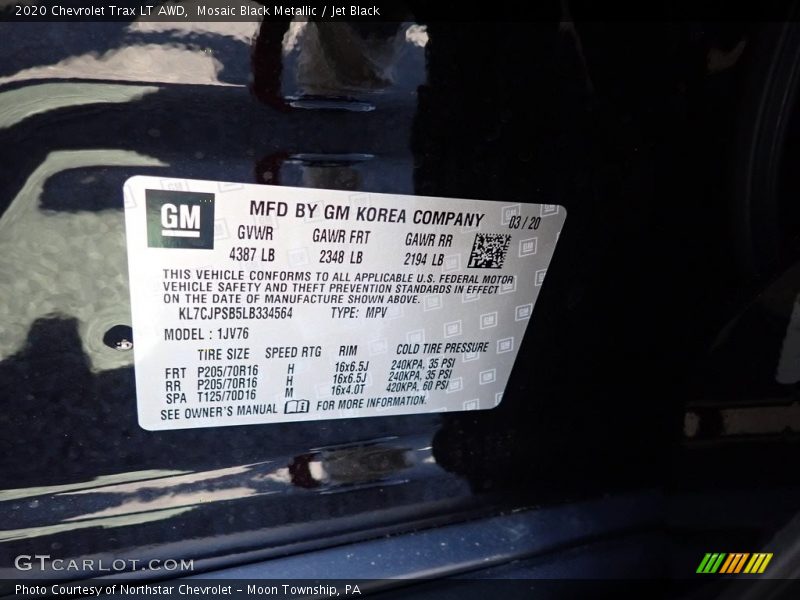 2020 Chevrolet Trax LT AWD,  Mosaic Black Metallic / Jet Black
GM
MFD BY GM KOREA COMPANY 03/20
GVWR GAWR FRT GAWR RR
4387 LB 2348 LB 2194 LB
THIS VEHICLE CONFORMS TO ALL APPLICABLE U.S. FEDERAL MOTOR
VEHICLE SAFETY AND THEFT PREVENTION STANDARDS IN EFFECT
ON THE DATE OF MANUFACTURE SHOWN ABOVE.
KL7CJPSB5LB334564 TYPE: MPV
MODEL : 1JV76
TIRE SIZE SPEED RTG RIM COLD TIRE PRESSURE
FRT P205/70R16 H 16x6.5J 240KPA, 35 PSI
RR P205/70R16 H 16x6.5J 240KPA, 35 PSI
SPA T125/70D16 M 16x4.0T 420KPA, 60 PSI
SEE OWNER'S MANUAL FOR MORE INFORMATION.
GTCARLOT.COM
Photo Courtesy of Northstar Chevrolet - Moon Township, PA